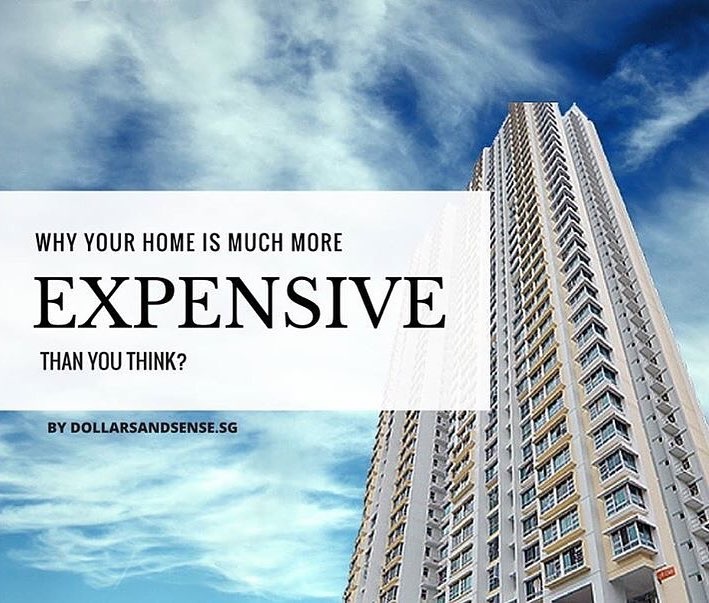 WHY YOUR HOME IS MUCH MORE
EXPENSIVE
THAN YOU THINK?
BY DOLLARSANDSENSE.SG